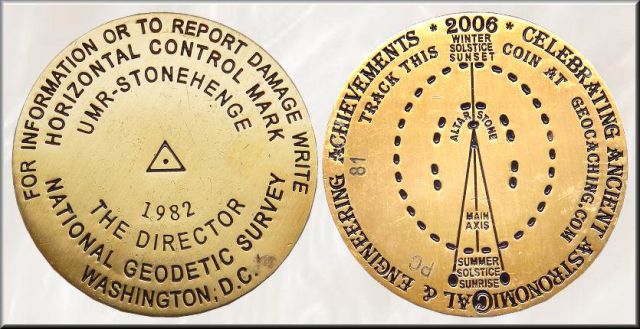 FOR INFORMATION OR TO REPORT DAMAGE WRITE
HORIZONTAL CONTROL MARK
UMR-STONEHENGE
1982
THE DIRECTOR
NATIONAL GEODETIC SURVEY
WASHINGTON, D.C.
* 2006 * CELEBRATING ANCIENT ASTRONOMICAL & ENGINEERING ACHIEVEMENTS
TRACK THIS COIN AT GEOCACHING.COM
WINTER
SOLSTICE
SUNSET
ALTAR STONE
81
MAIN
AXIS
PC
SUMMER
SOLSTICE
SUNRISE